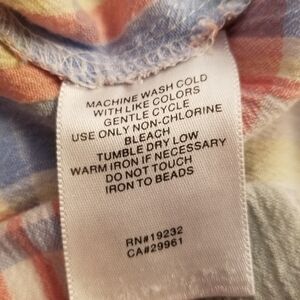 MACHINE WASH COLD
WITH LIKE COLORS
GENTLE CYCLE
USE ONLY NON-CHLORINE
BLEACH
TUMBLE DRY LOW
WARM IRON IF NECESSARY
DO NOT TOUCH
IRON TO BEADS
RN#19232
CA#29961